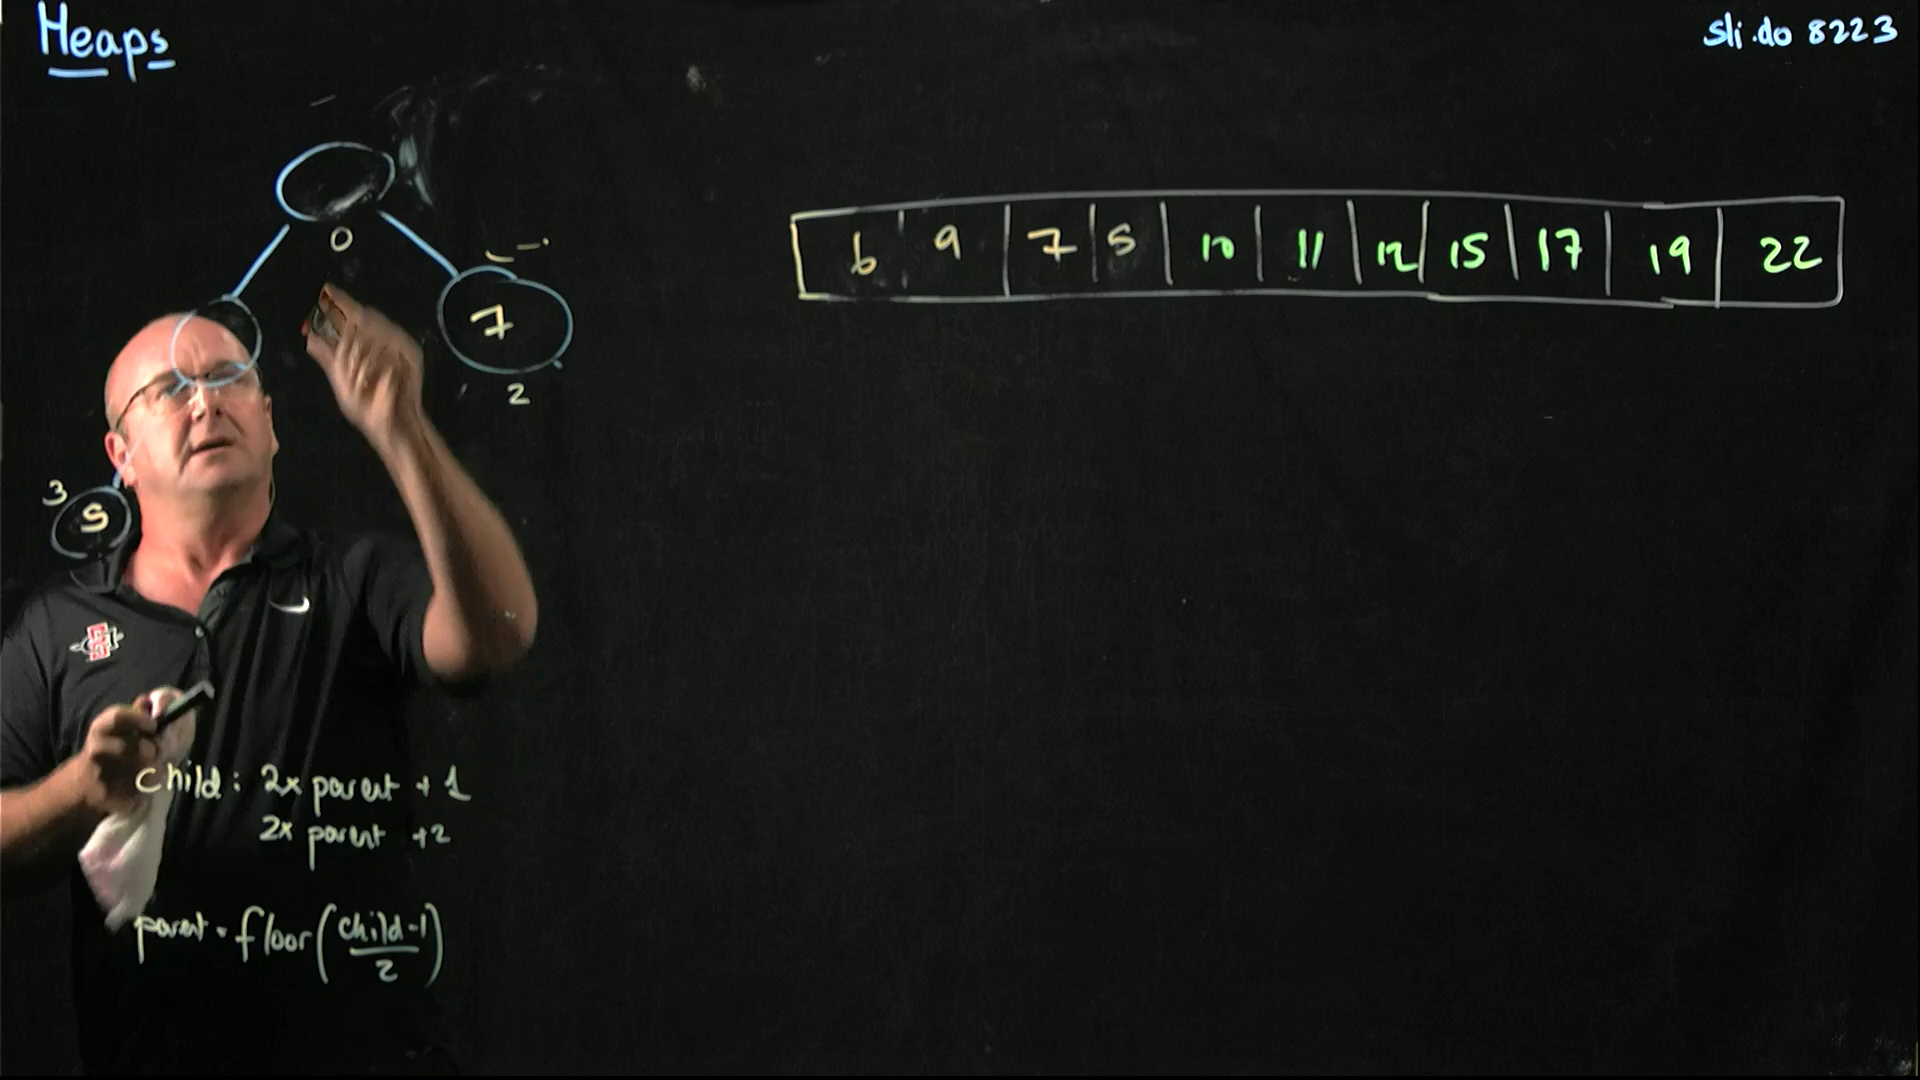 Heaps
sli.do 8223
0
6 9 7 5 10 11 12 15 17 19 22
7
2
3
5
child: 2x parent + 1
2x parent +2
parent = floor(child-1/2)